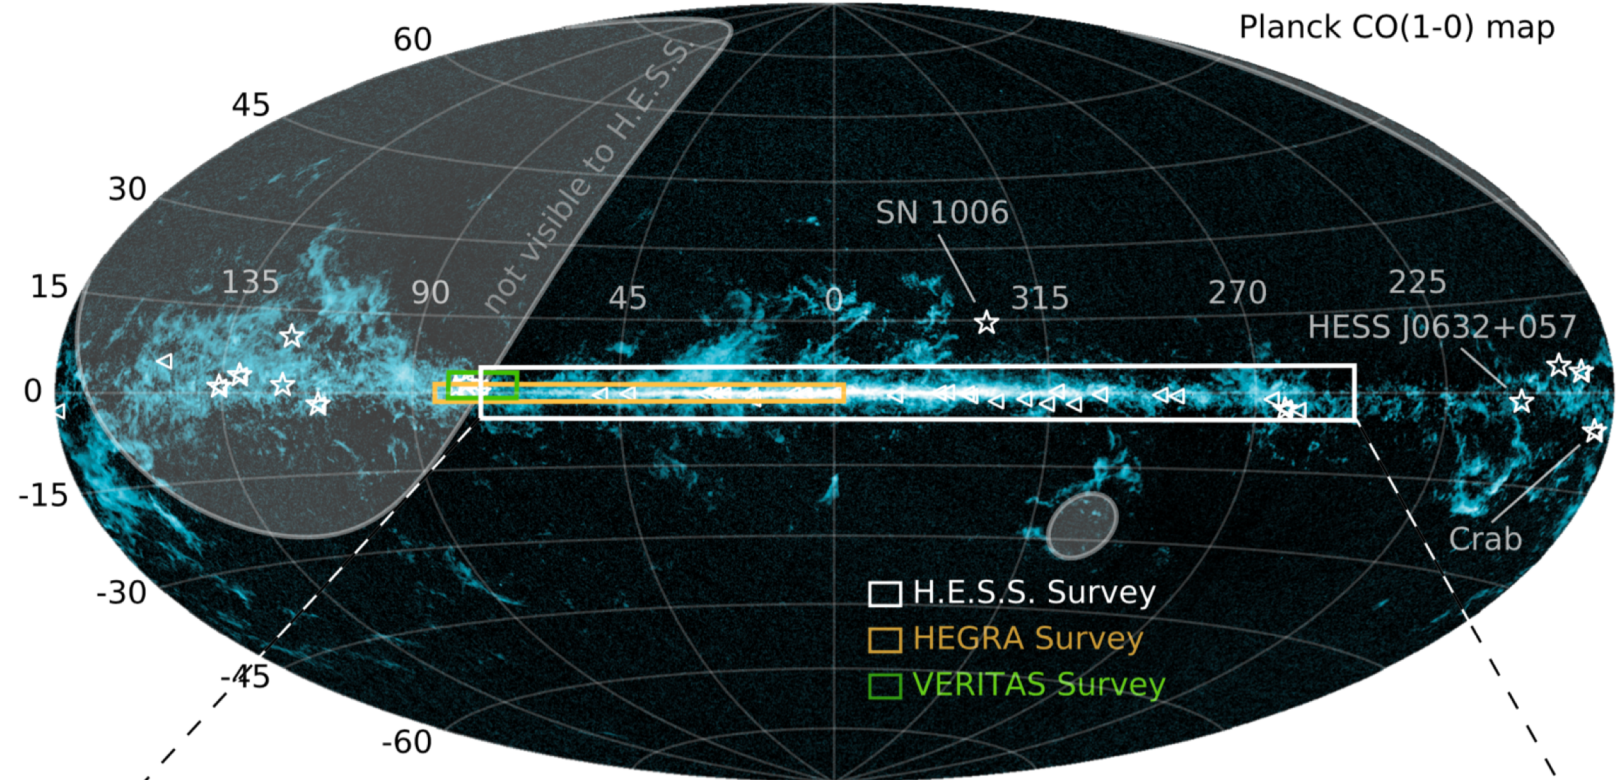 Planck CO(1-0) map
60
45
not visible to H.E.S.S.
30
SN 1006
15
135
90
45
0
315
270
225
HESS J0632+057
0
-15
Crab
-30
H.E.S.S. Survey
HEGRA Survey
-45
VERITAS Survey
-60